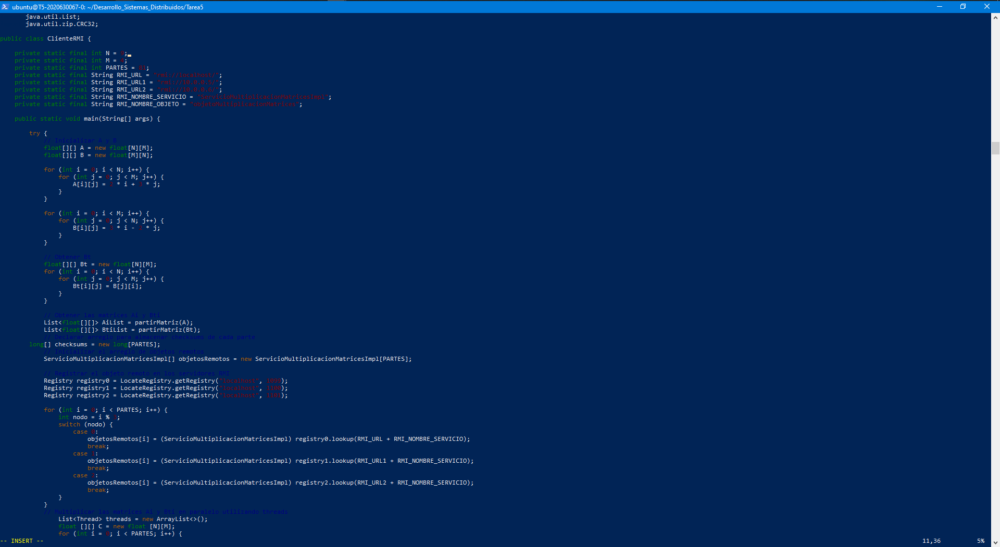 ubuntu@T5-2020630067-0: ~/Desarrollo_Sistemas_Distribuidos/Tarea5
java.util.List;
java.util.zip.CRC32;
public class ClienteRMI {
private static final int N = 9;
private static final int M = 4;
private static final int PARTES = 81;
private static final String RMI_URL = "rmi://localhost/";
private static final String RMI_URL1 = "rmi://10.0.0.5/";
private static final String RMI_URL2 = "rmi://10.0.0.6/";
private static final String RMI_NOMBRE_SERVICIO = "ServicioMultiplicacionMatricesImpl";
private static final String RMI_NOMBRE_OBJETO = "objetoMultiplicacionMatrices";
public static void main(String[] args) {
try {
// Inicializar A y B
float[][] A = new float[N][M];
float[][] B = new float[M][N];
for (int i = 0; i < N; i++) {
for (int j = 0; j < M; j++) {
A[i][j] = 2 * i + 3 * j;
}
}
for (int i = 0; i < M; i++) {
for (int j = 0; j < N; j++) {
B[i][j] = 3 * i - 2 * j;
}
}
// Obtener Bt
float[][] Bt = new float[N][M];
for (int i = 0; i < N; i++) {
for (int j = 0; j < M; j++) {
Bt[i][j] = B[j][i];
}
}
// Obtener las matrices Ai y Bti
List<float[][]> AiList = partirMatriz(A);
List<float[][]> BtiList = partirMatriz(Bt);
// Declarar arreglo para almacenar checksums de cada parte
long[] checksums = new long[PARTES];
// Inicializar el arreglo de objetos remotos
ServicioMultiplicacionMatricesImpl[] objetosRemotos = new ServicioMultiplicacionMatricesImpl[PARTES];
// Registrar el objeto remoto en los servidores RMI
Registry registry0 = LocateRegistry.getRegistry("localhost", 1099);
Registry registry1 = LocateRegistry.getRegistry("localhost", 1100);
Registry registry2 = LocateRegistry.getRegistry("localhost", 1101);
for (int i = 0; i < PARTES; i++) {
int nodo = i % 3;
switch (nodo) {
case 0:
objetosRemotos[i] = (ServicioMultiplicacionMatricesImpl) registry0.lookup(RMI_URL + RMI_NOMBRE_SERVICIO);
break;
case 1:
objetosRemotos[i] = (ServicioMultiplicacionMatricesImpl) registry1.lookup(RMI_URL1 + RMI_NOMBRE_SERVICIO);
break;
case 2:
objetosRemotos[i] = (ServicioMultiplicacionMatricesImpl) registry2.lookup(RMI_URL2 + RMI_NOMBRE_SERVICIO);
break;
}
}
// Multiplicar las matrices Ai y Bti en paralelo utilizando threads
List<Thread> threads = new ArrayList<>();
float [][] C = new float [N][M];
for (int i = 0; i < PARTES; i++) {
-- INSERT -- 11,36 5%